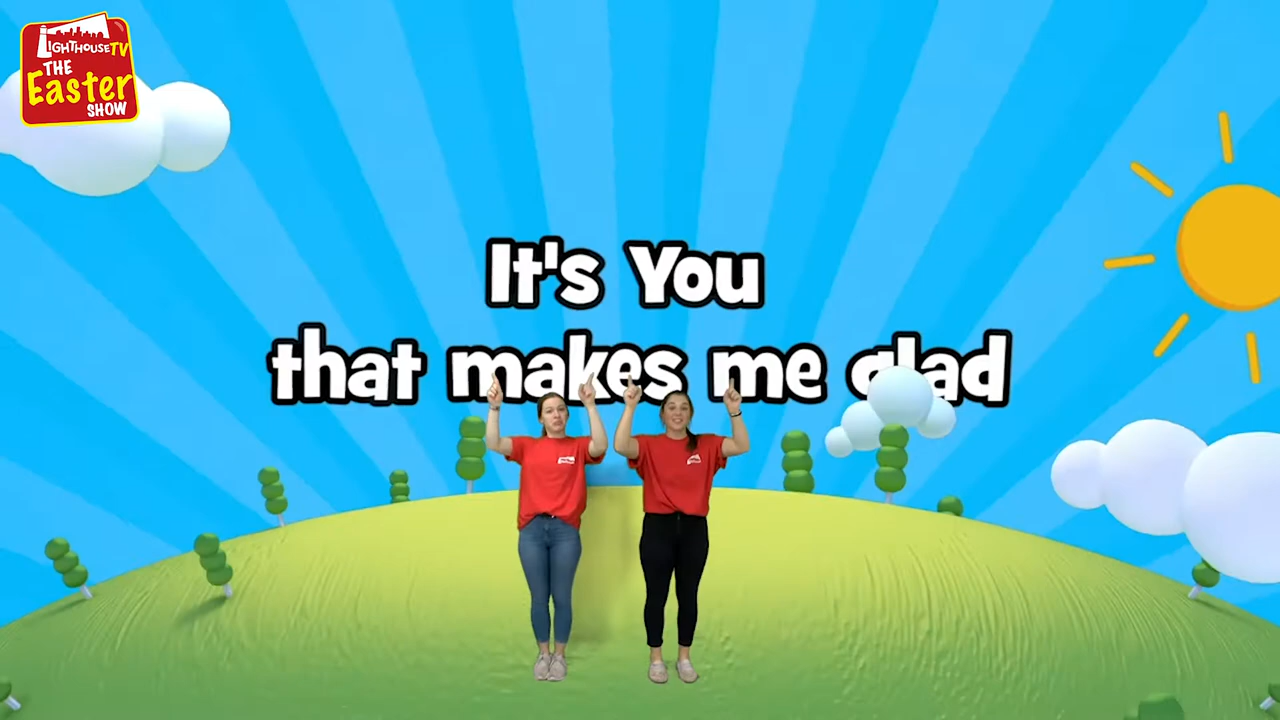 LIGHTHOUSETV
THE
Easter
SHOW
It's You
that makes me glad